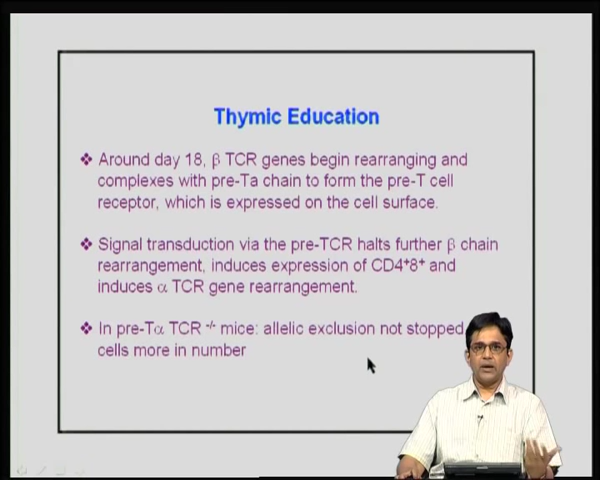 Thymic Education
❖ Around day 18, β TCR genes begin rearranging and
complexes with pre-Ta chain to form the pre-T cell
receptor, which is expressed on the cell surface.
❖ Signal transduction via the pre-TCR halts further β chain
rearrangement, induces expression of CD4⁺8⁺ and
induces α TCR gene rearrangement.
❖ In pre-Tα TCR ⁻/⁻ mice: allelic exclusion not stopped
cells more in number